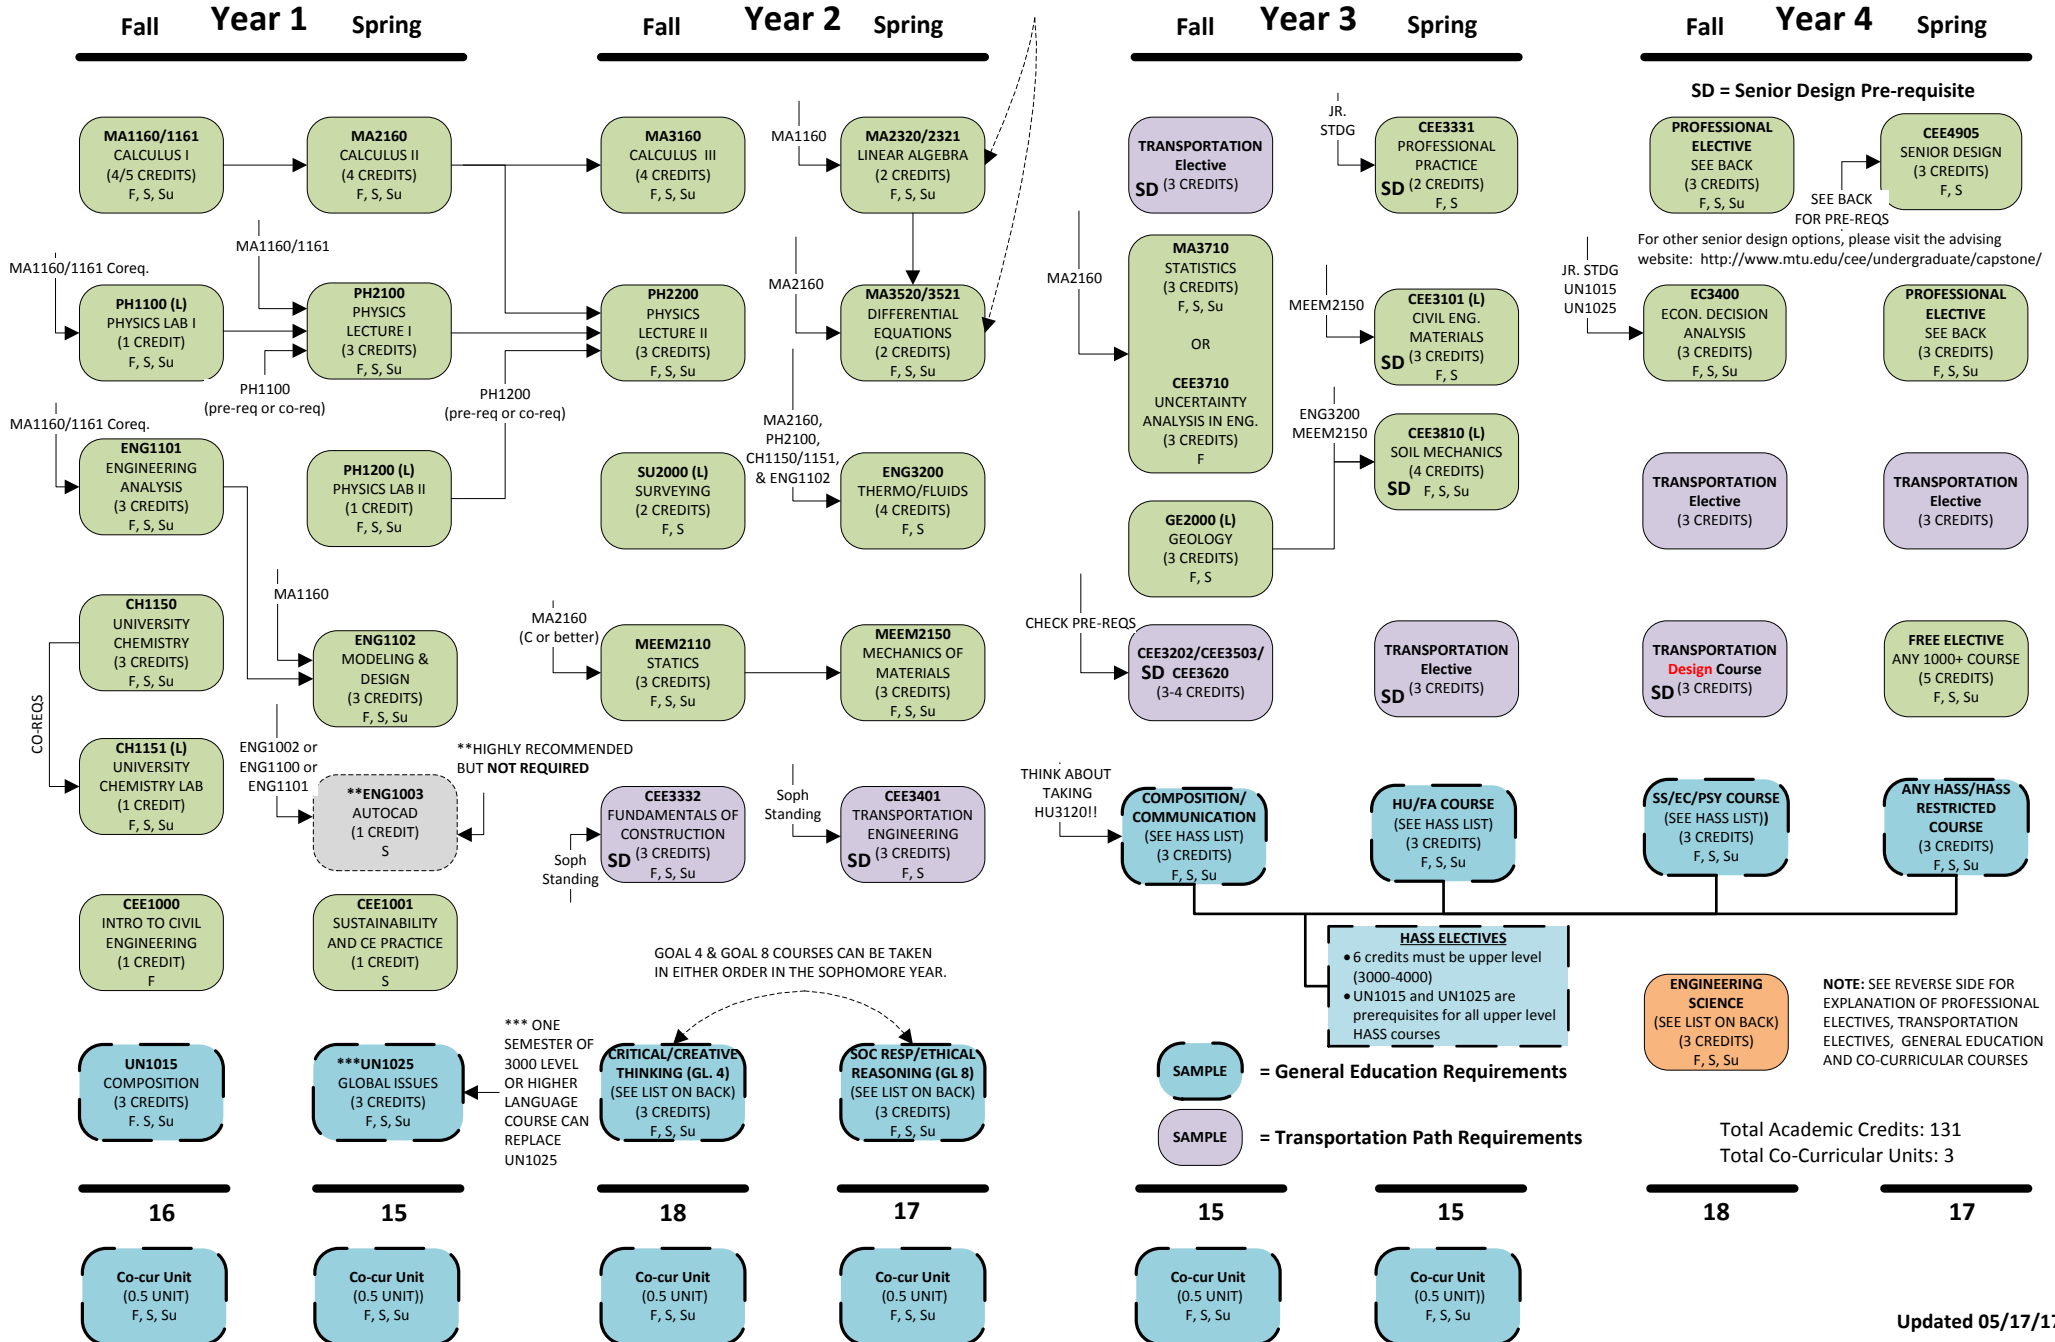 Year 1
Fall
Spring
Year 2
Fall
Spring
Year 3
Fall
Spring
Year 4
Fall
Spring
SD = Senior Design Pre-requisite
MA1160/1161
CALCULUS I
(4/5 CREDITS)
F, S, Su
MA2160
CALCULUS II
(4 CREDITS)
F, S, Su
MA3160
CALCULUS III
(4 CREDITS)
F, S, Su
MA1160
MA2320/2321
LINEAR ALGEBRA
(2 CREDITS)
F, S, Su
TRANSPORTATION
Elective
SD (3 CREDITS)
JR.
STDG
CEE3331
PROFESSIONAL
PRACTICE
SD (2 CREDITS)
F, S
PROFESSIONAL
ELECTIVE
SEE BACK
(3 CREDITS)
F, S, Su
CEE4905
SENIOR DESIGN
(3 CREDITS)
F, S
SEE BACK
FOR PRE-REQS
For other senior design options, please visit the advising
website: http://www.mtu.edu/cee/undergraduate/capstone/
MA1160/1161 Coreq.
PH1100 (L)
PHYSICS LAB I
(1 CREDIT)
F, S, Su
MA1160/1161
PH2100
PHYSICS
LECTURE I
(3 CREDITS)
F, S, Su
PH1100
(pre-req or co-req)
PH2200
PHYSICS
LECTURE II
(3 CREDITS)
F, S, Su
PH1200
(pre-req or co-req)
MA2160
MA3520/3521
DIFFERENTIAL
EQUATIONS
(2 CREDITS)
F, S, Su
MA2160
MA3710
STATISTICS
(3 CREDITS)
F, S, Su
OR
CEE3710
UNCERTAINTY
ANALYSIS IN ENG.
(3 CREDITS)
F
MEEM2150
CEE3101 (L)
CIVIL ENG.
MATERIALS
SD (3 CREDITS)
F, S
JR. STDG
UN1015
UN1025
EC3400
ECON. DECISION
ANALYSIS
(3 CREDITS)
F, S, Su
PROFESSIONAL
ELECTIVE
SEE BACK
(3 CREDITS)
F, S, Su
MA1160/1161 Coreq.
ENG1101
ENGINEERING
ANALYSIS
(3 CREDITS)
F, S, Su
PH1200 (L)
PHYSICS LAB II
(1 CREDIT)
F, S, Su
SU2000 (L)
SURVEYING
(2 CREDITS)
F, S
MA2160,
PH2100,
CH1150/1151,
& ENG1102
ENG3200
THERMO/FLUIDS
(4 CREDITS)
F, S
GE2000 (L)
GEOLOGY
(3 CREDITS)
F, S
ENG3200
MEEM2150
CEE3810 (L)
SOIL MECHANICS
(4 CREDITS)
SD F, S, Su
TRANSPORTATION
Elective
(3 CREDITS)
TRANSPORTATION
Elective
(3 CREDITS)
CO-REQS
CH1150
UNIVERSITY
CHEMISTRY
(3 CREDITS)
F, S, Su
MA1160
ENG1102
MODELING &
DESIGN
(3 CREDITS)
F, S, Su
MA2160
(C or better)
MEEM2110
STATICS
(3 CREDITS)
F, S, Su
MEEM2150
MECHANICS OF
MATERIALS
(3 CREDITS)
F, S, Su
CHECK PRE-REQS
CEE3202/CEE3503/
SD CEE3620
(3-4 CREDITS)
TRANSPORTATION
Elective
SD (3 CREDITS)
TRANSPORTATION
Design Course
SD (3 CREDITS)
FREE ELECTIVE
ANY 1000+ COURSE
(5 CREDITS)
F, S, Su
CH1151 (L)
UNIVERSITY
CHEMISTRY LAB
(1 CREDIT)
F, S, Su
ENG1002 or
ENG1100 or
ENG1101
**ENG1003
AUTOCAD
(1 CREDIT)
S
**HIGHLY RECOMMENDED
BUT NOT REQUIRED
Soph
Standing
CEE3332
FUNDAMENTALS OF
CONSTRUCTION
SD (3 CREDITS)
F, S, Su
Soph
Standing
CEE3401
TRANSPORTATION
ENGINEERING
SD (3 CREDITS)
F, S
THINK ABOUT
TAKING
HU3120!!
COMPOSITION/
COMMUNICATION
(SEE HASS LIST)
(3 CREDITS)
F, S, Su
HU/FA COURSE
(SEE HASS LIST)
(3 CREDITS)
F, S, Su
SS/EC/PSY COURSE
(SEE HASS LIST))
(3 CREDITS)
F, S, Su
ANY HASS/HASS
RESTRICTED
COURSE
(3 CREDITS)
F, S, Su
CEE1000
INTRO TO CIVIL
ENGINEERING
(1 CREDIT)
F
CEE1001
SUSTAINABILITY
AND CE PRACTICE
(1 CREDIT)
S
GOAL 4 & GOAL 8 COURSES CAN BE TAKEN
IN EITHER ORDER IN THE SOPHOMORE YEAR.
HASS ELECTIVES
• 6 credits must be upper level
(3000-4000)
• UN1015 and UN1025 are
prerequisites for all upper level
HASS courses
ENGINEERING
SCIENCE
(SEE LIST ON BACK)
(3 CREDITS)
F, S, Su
NOTE: SEE REVERSE SIDE FOR
EXPLANATION OF PROFESSIONAL
ELECTIVES, TRANSPORTATION
ELECTIVES, GENERAL EDUCATION
AND CO-CURRICULAR COURSES
UN1015
COMPOSITION
(3 CREDITS)
F. S, Su
***UN1025
GLOBAL ISSUES
(3 CREDITS)
F, S, Su
*** ONE
SEMESTER OF
3000 LEVEL
OR HIGHER
LANGUAGE
COURSE CAN
REPLACE
UN1025
CRITICAL/CREATIVE
THINKING (GL. 4)
(SEE LIST ON BACK)
(3 CREDITS)
F, S, Su
SOC RESP/ETHICAL
REASONING (GL 8)
(SEE LIST ON BACK)
(3 CREDITS)
F, S, Su
SAMPLE = General Education Requirements
SAMPLE = Transportation Path Requirements
Total Academic Credits: 131
Total Co-Curricular Units: 3
16
15
18
17
15
15
18
17
Co-cur Unit
(0.5 UNIT)
F, S, Su
Co-cur Unit
(0.5 UNIT))
F, S, Su
Co-cur Unit
(0.5 UNIT)
F, S, Su
Co-cur Unit
(0.5 UNIT)
F, S, Su
Co-cur Unit
(0.5 UNIT)
F, S, Su
Co-cur Unit
(0.5 UNIT))
F, S, Su
Updated 05/17/17